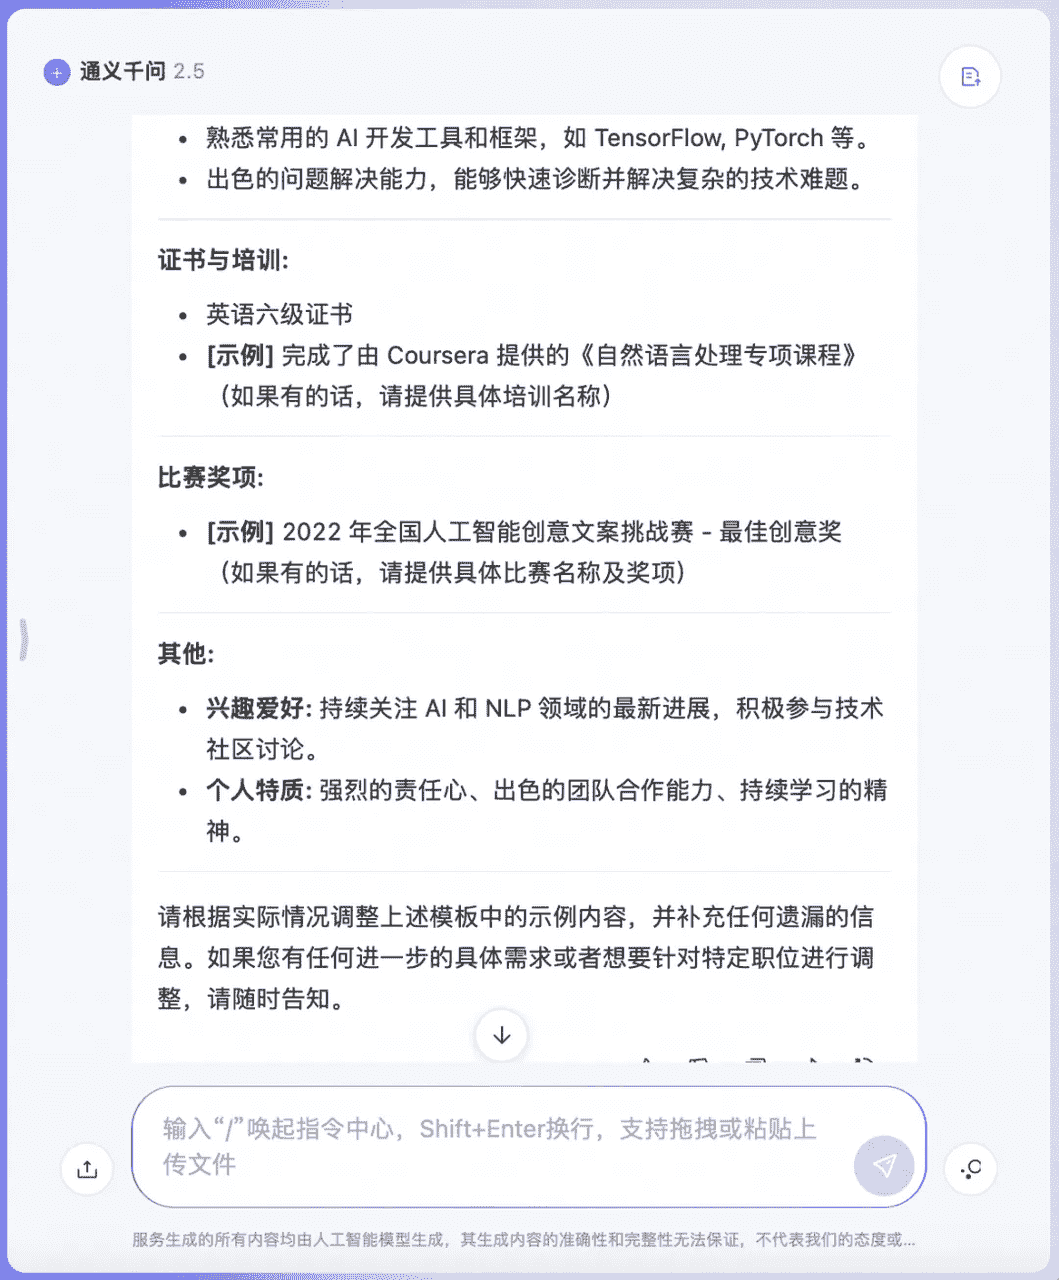 通义千问 2.5
熟悉常用的 AI 开发工具和框架，如 TensorFlow, PyTorch 等。
出色的问题解决能力，能够快速诊断并解决复杂的技术难题。
证书与培训:
英语六级证书
[示例] 完成了由 Coursera 提供的《自然语言处理专项课程》
（如果有的话，请提供具体培训名称）
比赛奖项:
[示例] 2022 年全国人工智能创意文案挑战赛 - 最佳创意奖
（如果有的话，请提供具体比赛名称及奖项）
其他:
兴趣爱好: 持续关注 AI 和 NLP 领域的最新进展，积极参与技术
社区讨论。
个人特质: 强烈的责任心、出色的团队合作能力、持续学习的精
神。
请根据实际情况调整上述模板中的示例内容，并补充任何遗漏的信
息。如果您有任何进一步的具体需求或者想要针对特定职位进行调
整，请随时告知。
输入“/”唤起指令中心，Shift+Enter换行，支持拖拽或粘贴上
传文件
服务生成的所有内容均由人工智能模型生成，其生成内容的准确性和完整性无法保证，不代表我们的态度或...